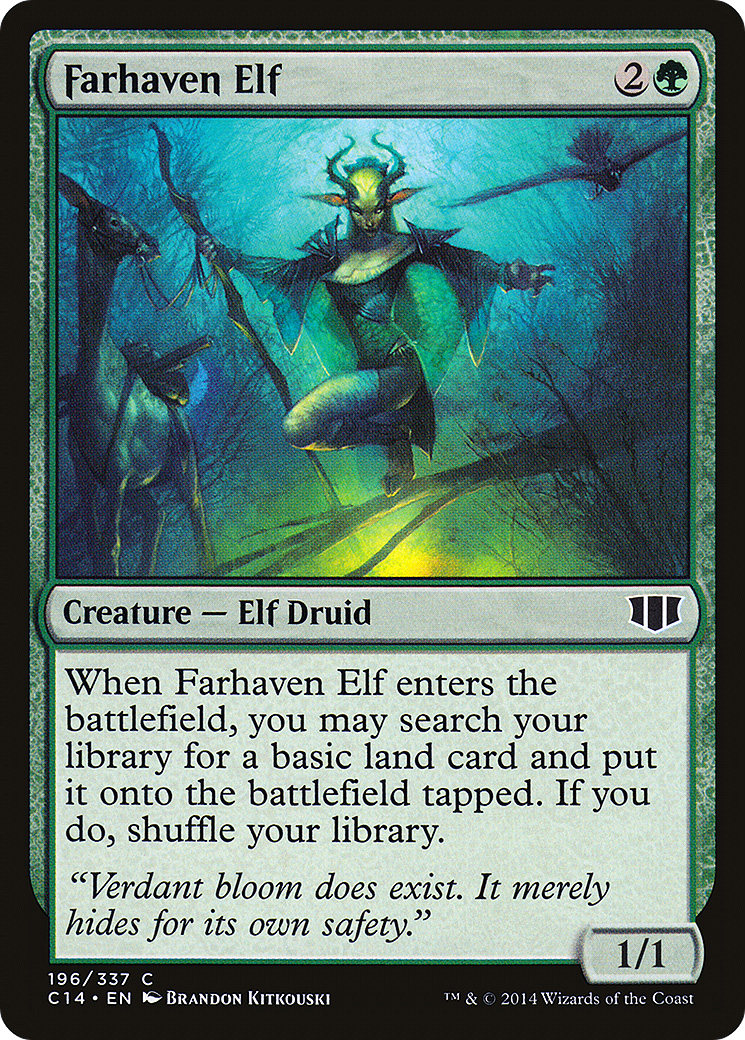 Farhaven Elf 2
Creature — Elf Druid
When Farhaven Elf enters the
battlefield, you may search your
library for a basic land card and put
it onto the battlefield tapped. If you
do, shuffle your library.
“Verdant bloom does exist. It merely
hides for its own safety.”
1/1
196/337 C
C14 • EN Brandon Kitkouski
™ & © 2014 Wizards of the Coast